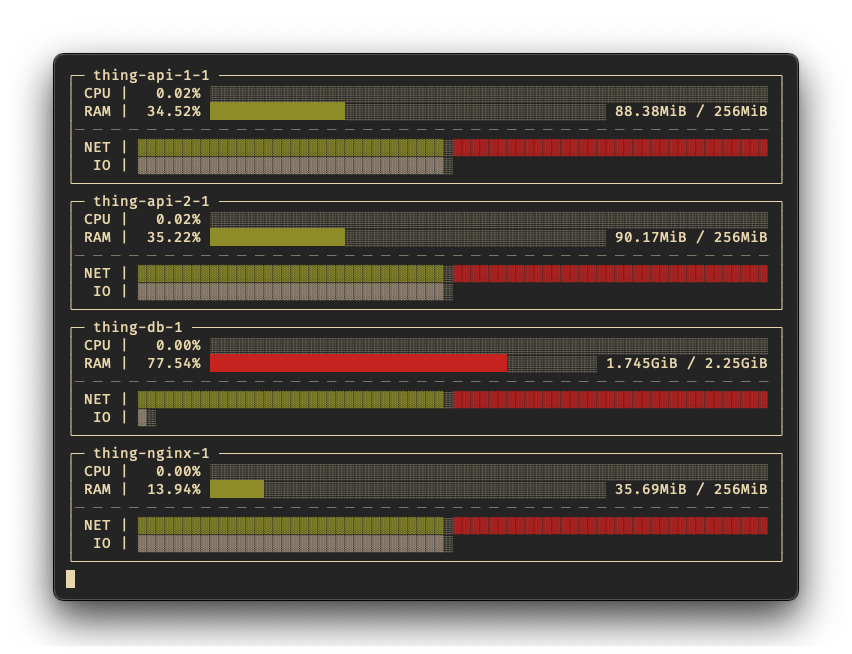 thing-api-1-1
CPU | 0.02%
RAM | 34.52% 88.38MiB / 256MiB
NET |
IO |
thing-api-2-1
CPU | 0.02%
RAM | 35.22% 90.17MiB / 256MiB
NET |
IO |
thing-db-1
CPU | 0.00%
RAM | 77.54% 1.745GiB / 2.25GiB
NET |
IO |
thing-nginx-1
CPU | 0.00%
RAM | 13.94% 35.69MiB / 256MiB
NET |
IO |